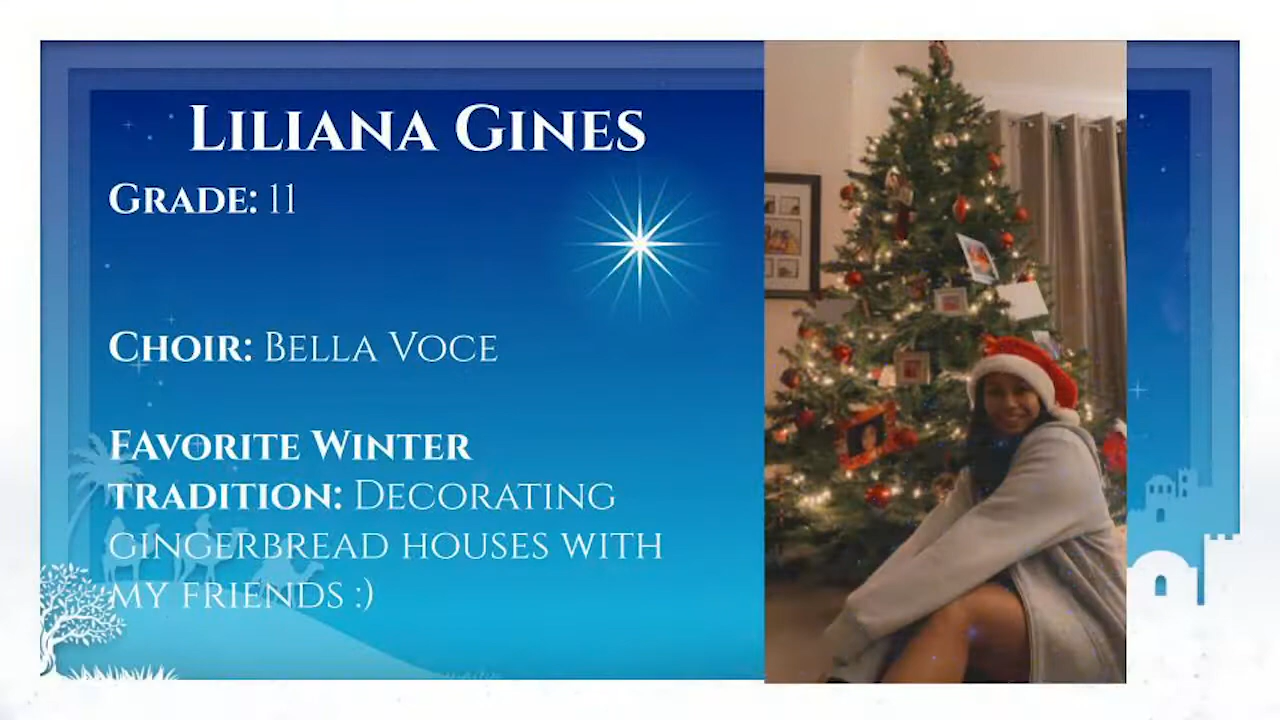 Liliana Gines
Grade: 11
Choir: Bella Voce
FAvorite Winter
tradition: Decorating
gingerbread houses with
my friends :)